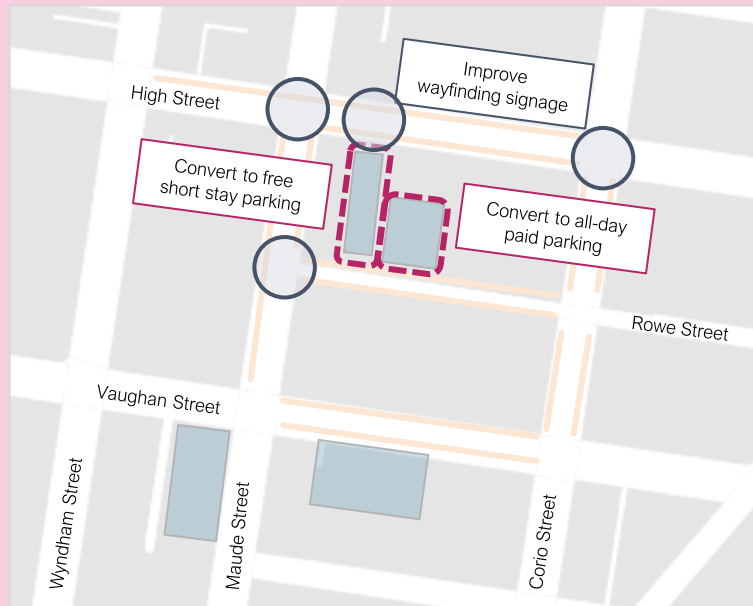 Improve
wayfinding signage
High Street
Convert to free
short stay parking
Convert to all-day
paid parking
Rowe Street
Vaughan Street
Wyndham Street
Maude Street
Corio Street